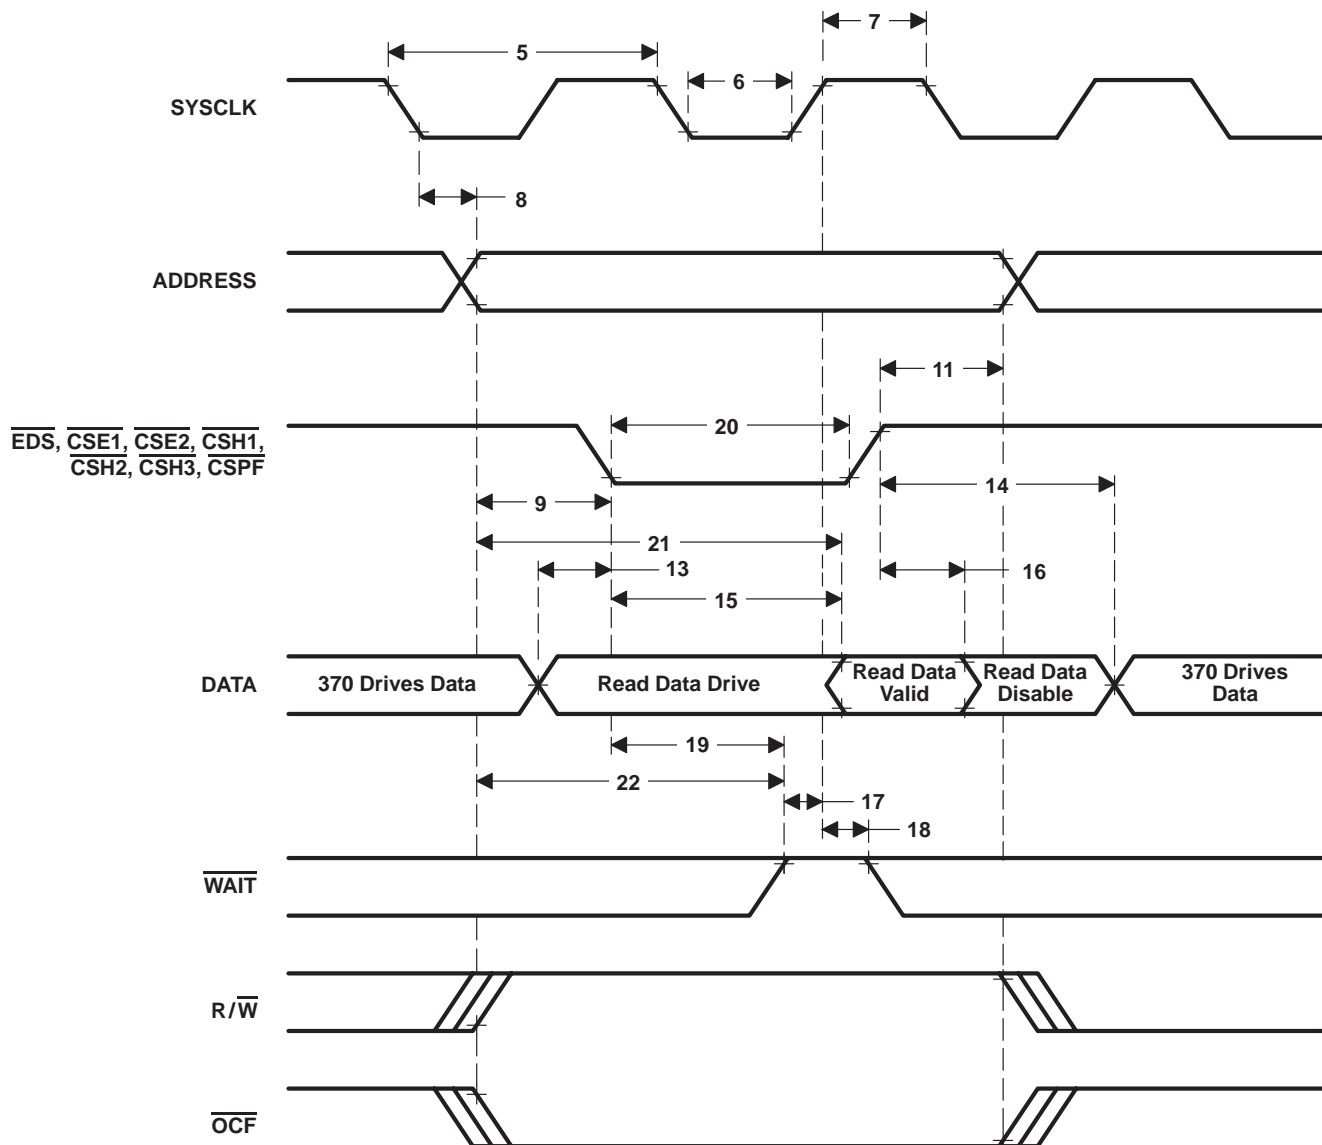 7
5
6
SYSCLK
8
ADDRESS
11
20
EDS, CSE1, CSE2, CSH1,
CSH2, CSH3, CSPF
14
9
21
13
16
15
DATA
370 Drives Data
Read Data Drive
Read Data
Valid
Read Data
Disable
370 Drives
Data
19
22
17
18
WAIT
R/W
OCF